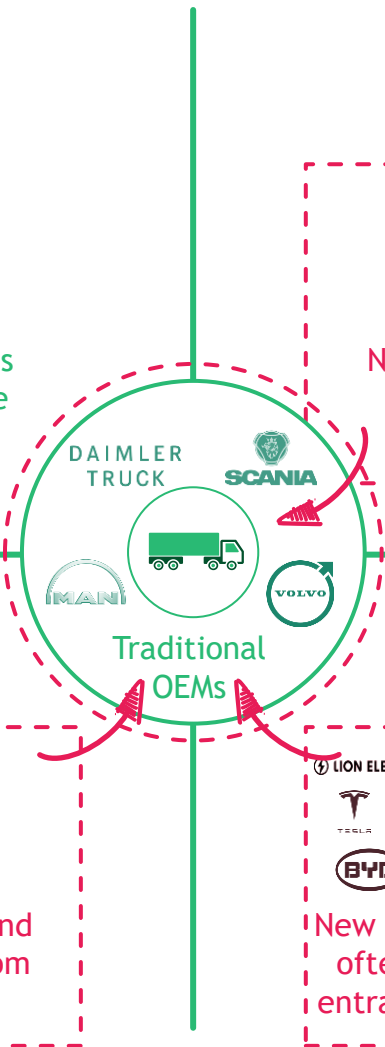 s
e
N
DAIMLER
TRUCK
SCANIA
MAN
VOLVO
Traditional
OEMs
LION ELE
TESLA
BYD
nd
om
New
ofte
entra